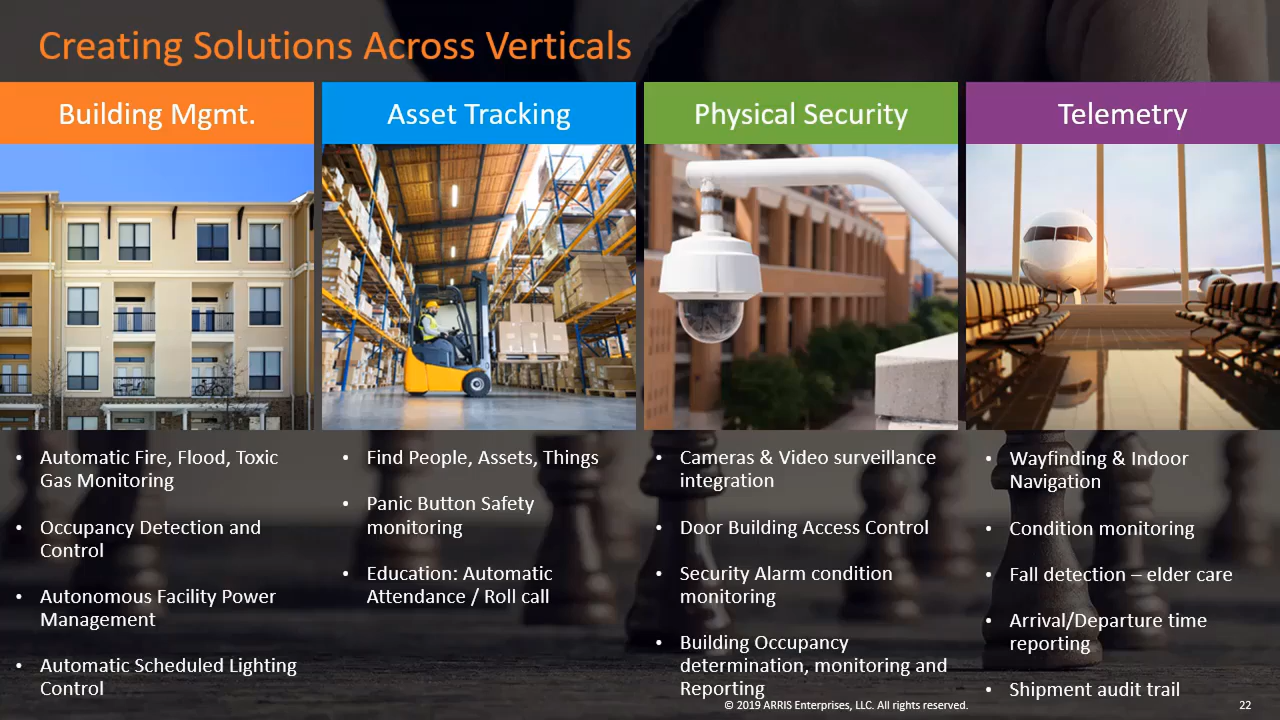 Creating Solutions Across Verticals
Building Mgmt.
Asset Tracking
Physical Security
Telemetry
• Automatic Fire, Flood, Toxic
Gas Monitoring
• Occupancy Detection and
Control
• Autonomous Facility Power
Management
• Automatic Scheduled Lighting
Control
• Find People, Assets, Things
• Panic Button Safety
monitoring
• Education: Automatic
Attendance / Roll call
• Cameras & Video surveillance
integration
• Door Building Access Control
• Security Alarm condition
monitoring
• Building Occupancy
determination, monitoring and
Reporting
• Wayfinding & Indoor
Navigation
• Condition monitoring
• Fall detection – elder care
• Arrival/Departure time
reporting
• Shipment audit trail
© 2019 ARRIS Enterprises, LLC. All rights reserved.
22